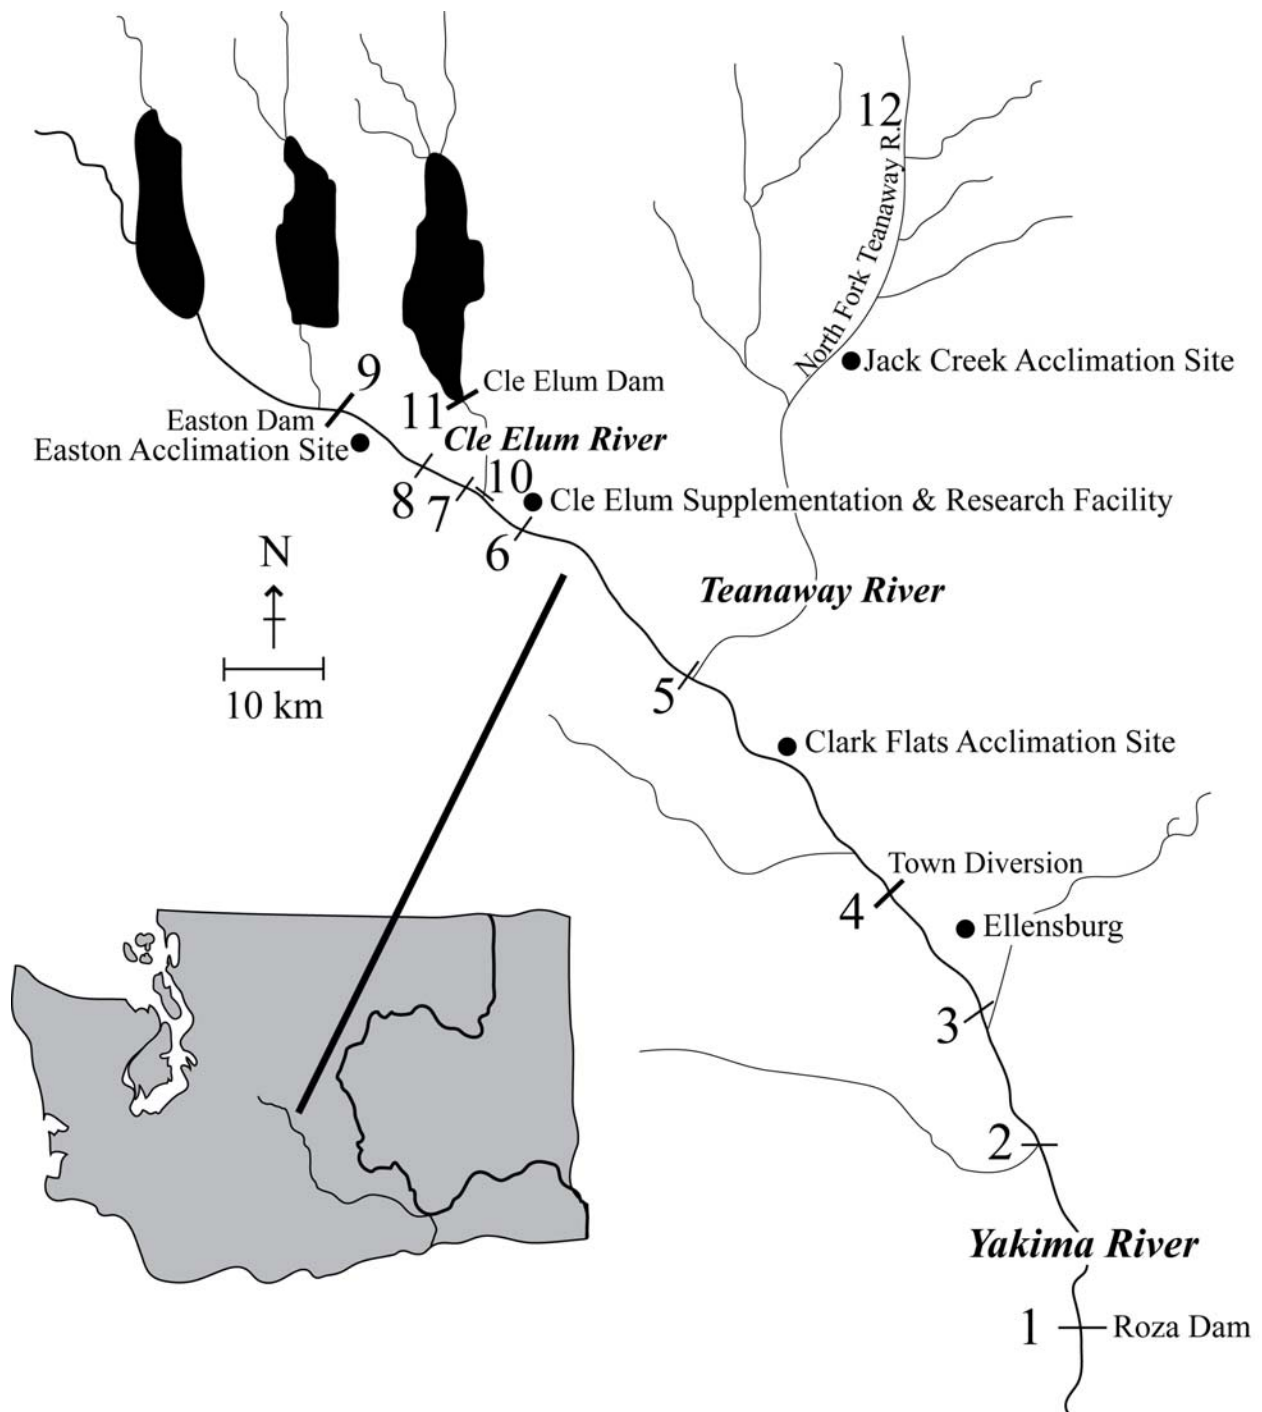 12
North Fork Teanaway R.
Jack Creek Acclimation Site
9
Cle Elum Dam
11
Easton Dam
Cle Elum River
Easton Acclimation Site
10
8
7
Cle Elum Supplementation & Research Facility
6
N
Teanaway River
5
10 km
Clark Flats Acclimation Site
Town Diversion
4
Ellensburg
3
2
Yakima River
1
Roza Dam